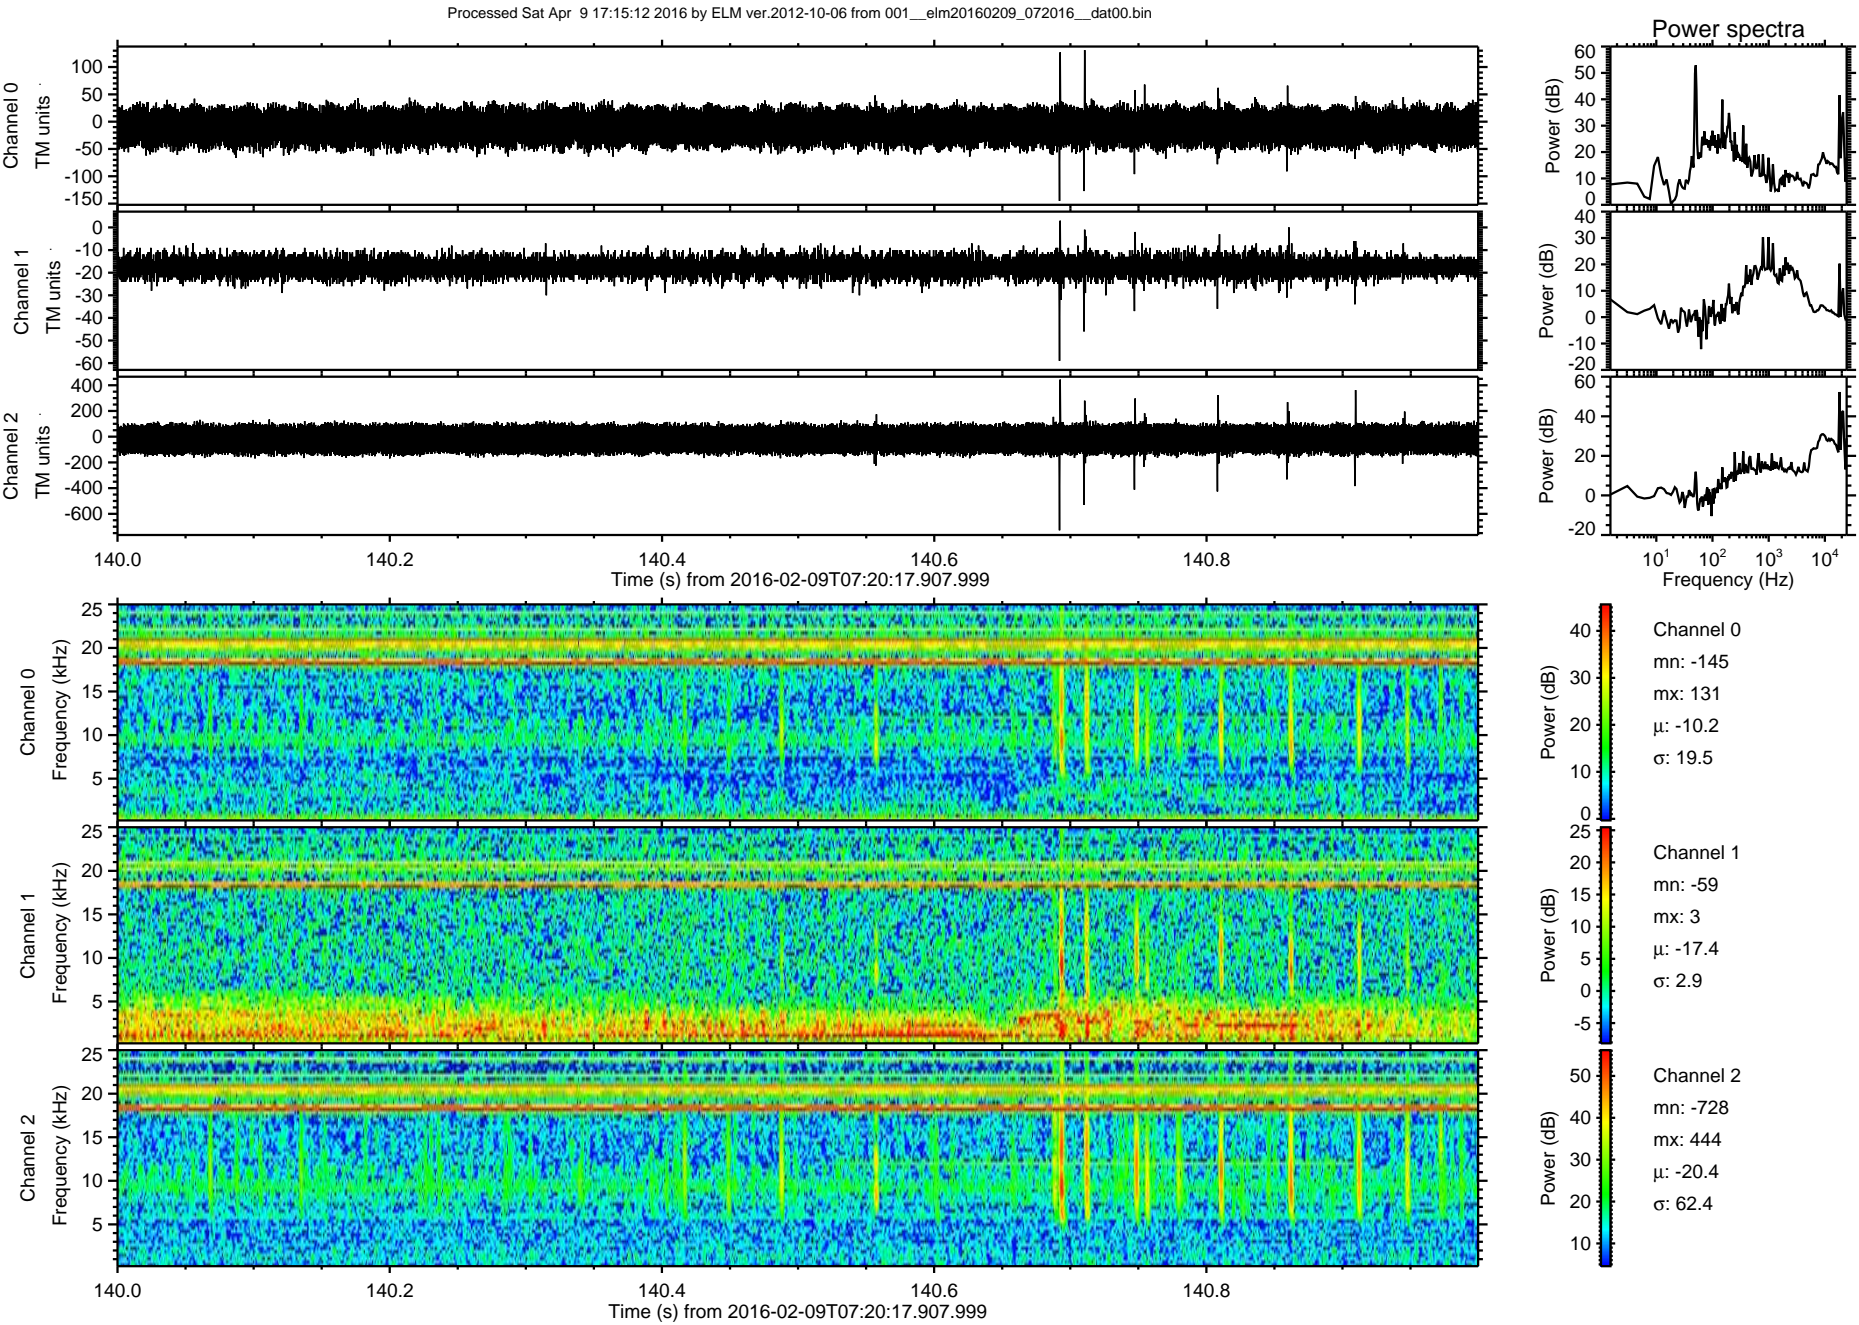 Processed Sat Apr  9 17:15:12 2016 by ELM ver.2012-10-06 from 001__elm20160209_072016__dat00.bin
Power spectra
Channel 0
TM units
100
50
0
-50
-100
-150
Power (dB)
60
50
40
30
20
10
0
Channel 1
TM units
0
-10
-20
-30
-40
-50
-60
Power (dB)
40
30
20
10
0
-10
-20
Channel 2
TM units
400
200
0
-200
-400
-600
Power (dB)
60
40
20
0
-20
140.0 140.2 140.4 140.6 140.8
Time (s) from 2016-02-09T07:20:17.907.999
10¹ 10² 10³ 10⁴
Frequency (Hz)
Channel 0
Frequency (kHz)
25
20
15
10
5
Power (dB)
40
30
20
10
0
Channel 0
mn: -145
mx: 131
μ: -10.2
σ: 19.5
Channel 1
Frequency (kHz)
25
20
15
10
5
Power (dB)
25
20
15
10
5
0
-5
Channel 1
mn: -59
mx: 3
μ: -17.4
σ: 2.9
Channel 2
Frequency (kHz)
25
20
15
10
5
Power (dB)
50
40
30
20
10
Channel 2
mn: -728
mx: 444
μ: -20.4
σ: 62.4
140.0 140.2 140.4 140.6 140.8
Time (s) from 2016-02-09T07:20:17.907.999